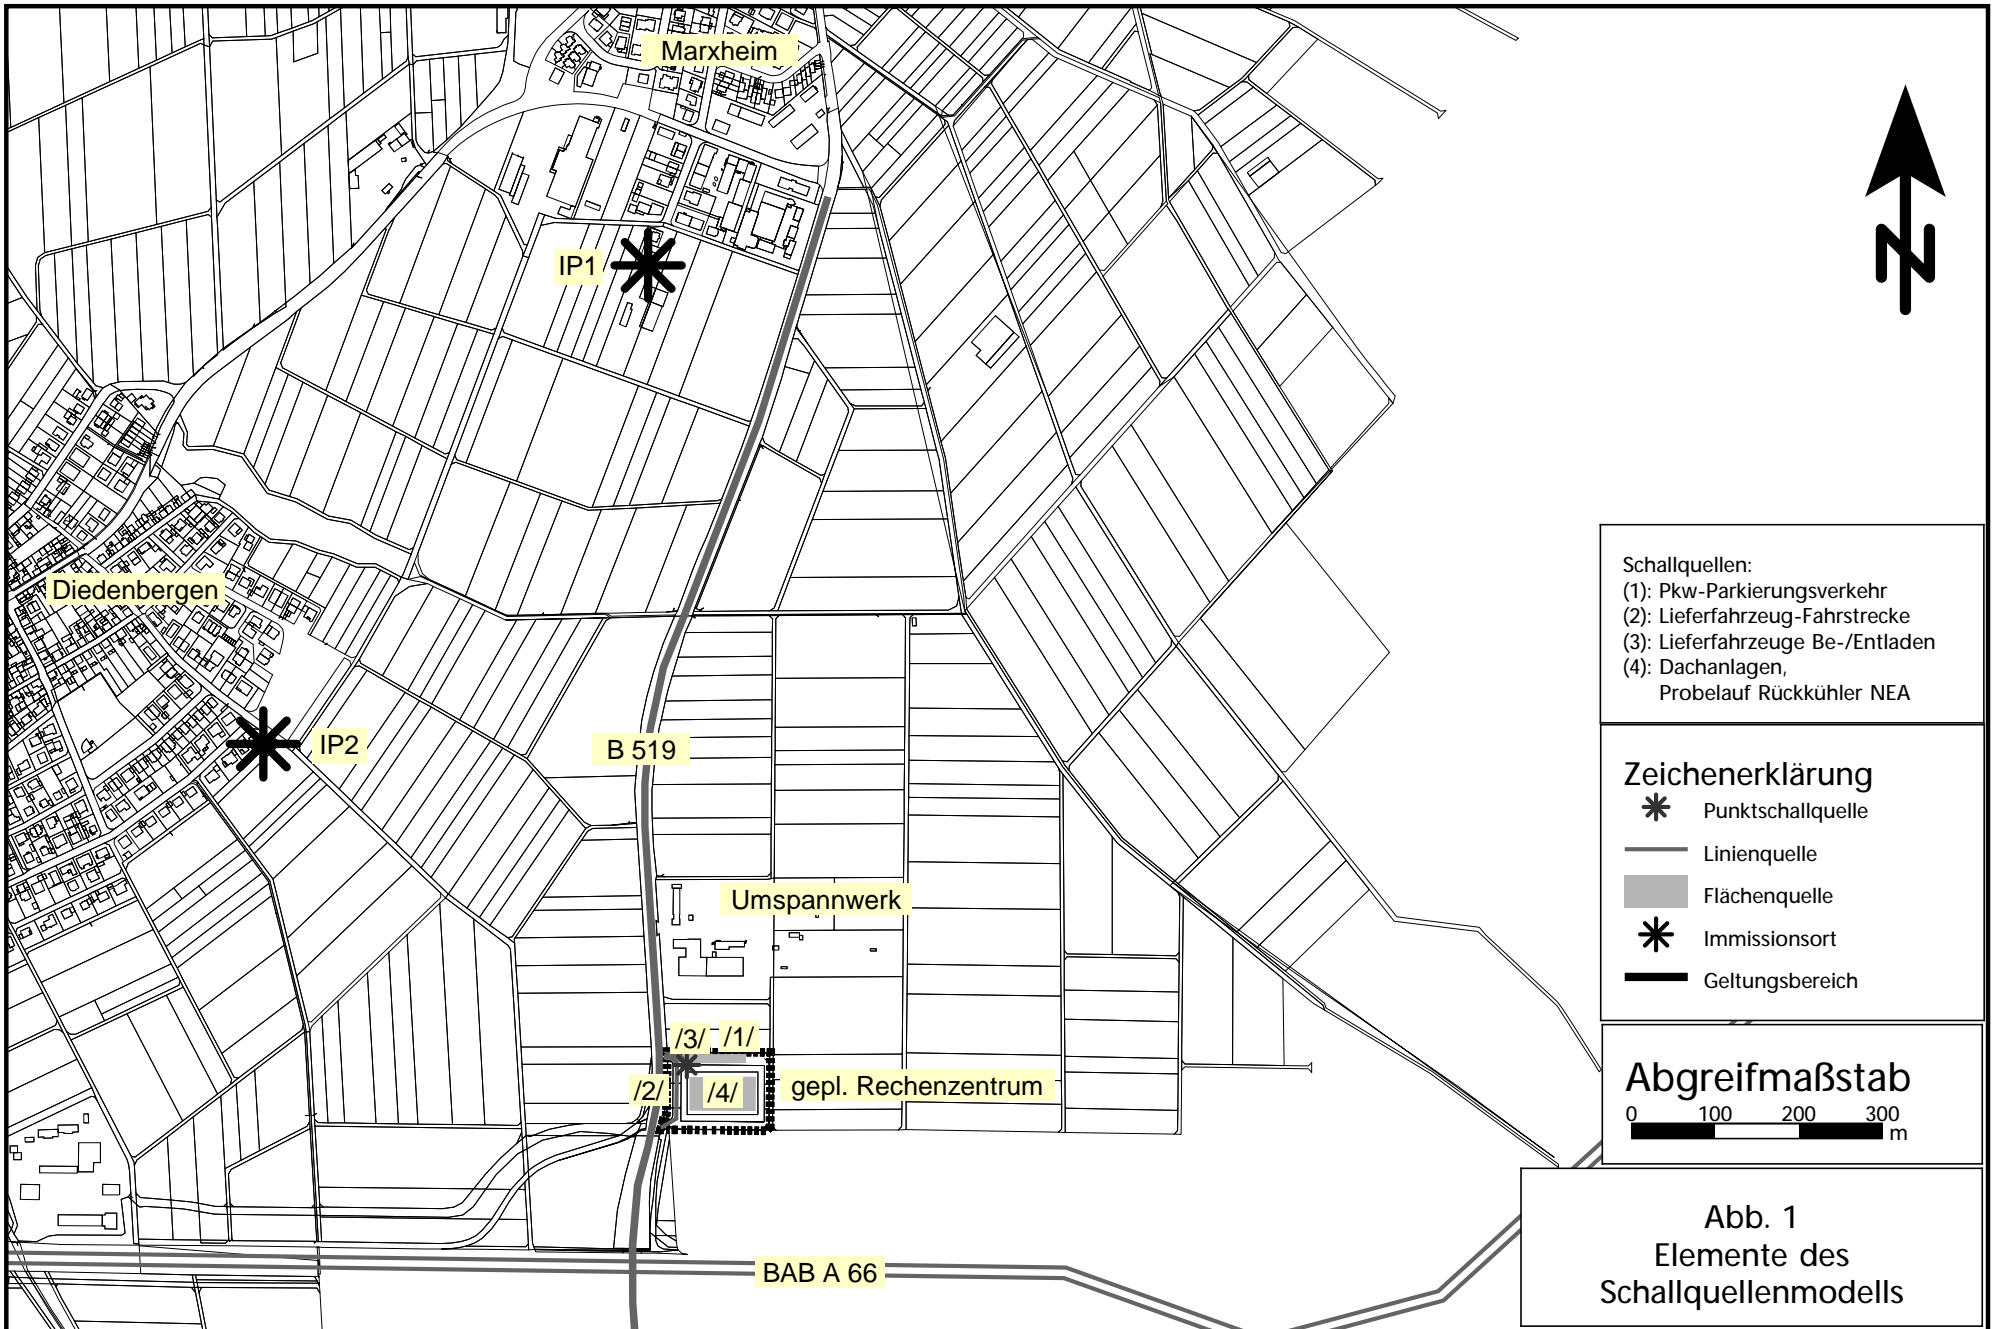 Marxheim
IP1
Diedenbergen
IP2
B 519
Umspannwerk
/3/
/1/
/2/
/4/
gepl. Rechenzentrum
BAB A 66
N
Schallquellen:
(1): Pkw-Parkierungsverkehr
(2): Lieferfahrzeug-Fahrstrecke
(3): Lieferfahrzeuge Be-/Entladen
(4): Dachanlagen,
Probelauf Rückkühler NEA
Zeichenerklärung
Punktschallquelle
Linienquelle
Flächenquelle
Immissionsort
Geltungsbereich
Abgreifmaßstab
0 100 200 300
m
Abb. 1
Elemente des
Schallquellenmodells